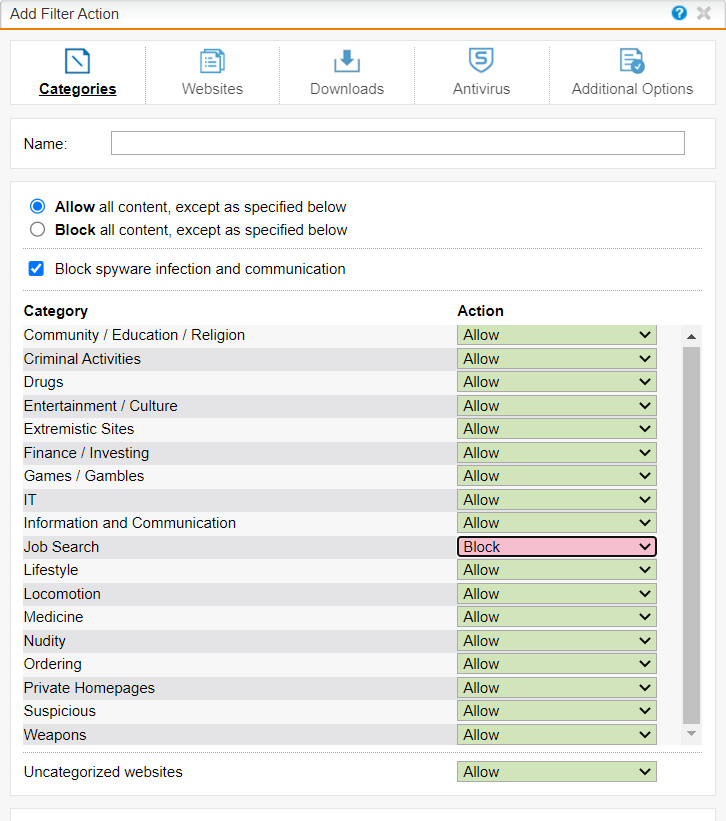 Add Filter Action
Categories Websites Downloads Antivirus Additional Options
Name:
Allow all content, except as specified below
Block all content, except as specified below
Block spyware infection and communication
Category Action
Community / Education / Religion Allow
Criminal Activities Allow
Drugs Allow
Entertainment / Culture Allow
Extremistic Sites Allow
Finance / Investing Allow
Games / Gambles Allow
IT Allow
Information and Communication Allow
Job Search Block
Lifestyle Allow
Locomotion Allow
Medicine Allow
Nudity Allow
Ordering Allow
Private Homepages Allow
Suspicious Allow
Weapons Allow
Uncategorized websites Allow